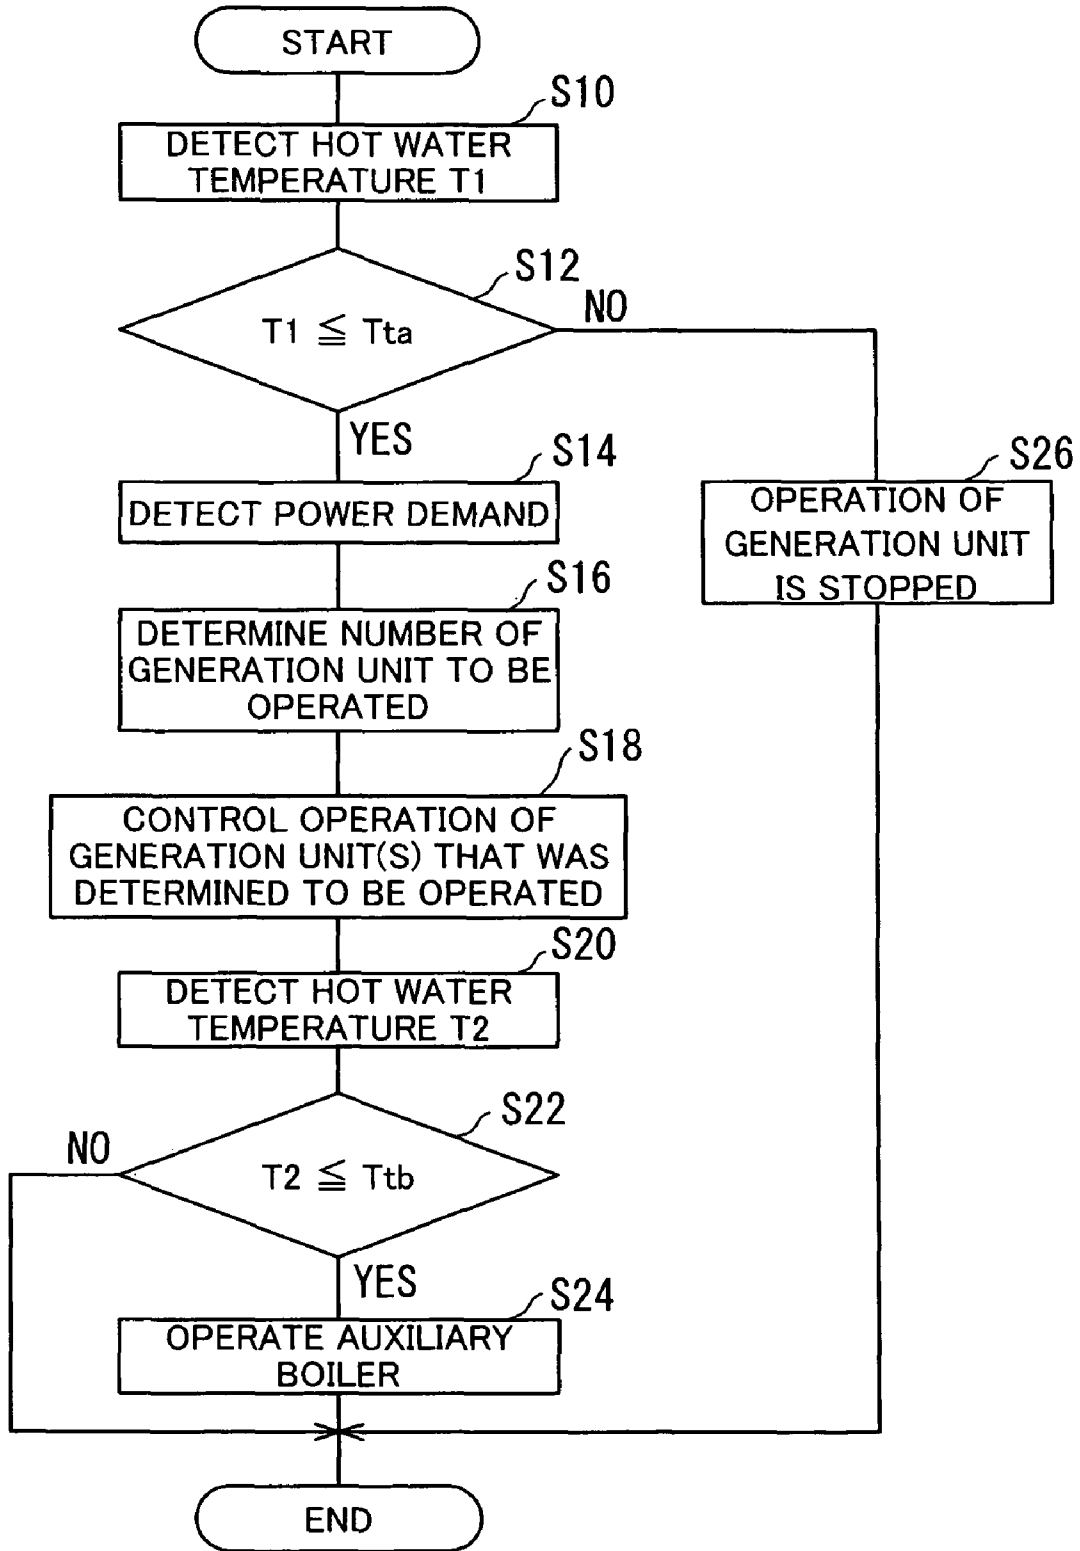 START
S10
DETECT HOT WATER
TEMPERATURE T1
S12
T1 ≦ Tta
NO
YES
S14
DETECT POWER DEMAND
S26
OPERATION OF
GENERATION UNIT
IS STOPPED
S16
DETERMINE NUMBER OF
GENERATION UNIT TO BE
OPERATED
S18
CONTROL OPERATION OF
GENERATION UNIT(S) THAT WAS
DETERMINED TO BE OPERATED
S20
DETECT HOT WATER
TEMPERATURE T2
S22
NO
T2 ≦ Ttb
YES
S24
OPERATE AUXILIARY
BOILER
END